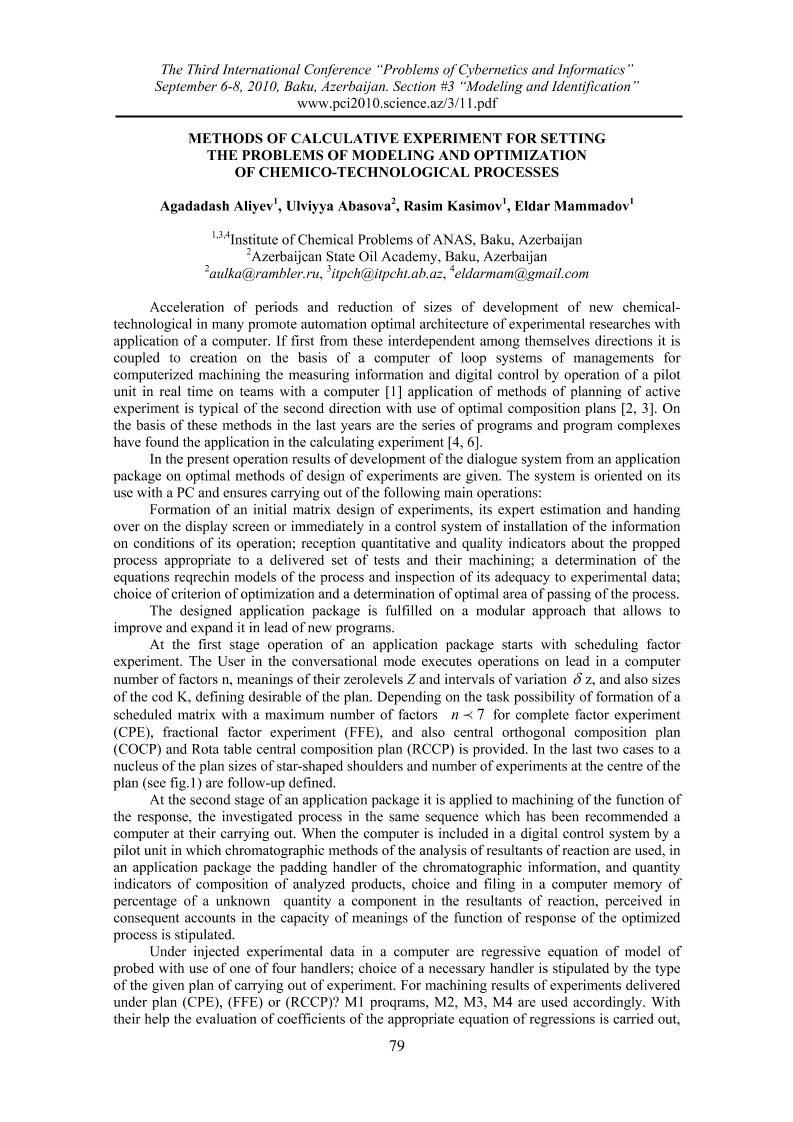 The Third International Conference “Problems of Cybernetics and Informatics”
September 6-8, 2010, Baku, Azerbaijan. Section #3 “Modeling and Identification”
www.pci2010.science.az/3/11.pdf
METHODS OF CALCULATIVE EXPERIMENT FOR SETTING
THE PROBLEMS OF MODELING AND OPTIMIZATION
OF CHEMICO-TECHNOLOGICAL PROCESSES
Agadadash Aliyev1, Ulviyya Abasova2, Rasim Kasimov1, Eldar Mammadov1
1,3,4Institute of Chemical Problems of ANAS, Baku, Azerbaijan
2Azerbaijcan State Oil Academy, Baku, Azerbaijan
2aulka@rambler.ru, 3itpch@itpcht.ab.az, 4eldarmam@gmail.com
Acceleration of periods and reduction of sizes of development of new chemical-
technological in many promote automation optimal architecture of experimental researches with
application of a computer. If first from these interdependent among themselves directions it is
coupled to creation on the basis of a computer of loop systems of managements for
computerized machining the measuring information and digital control by operation of a pilot
unit in real time on teams with a computer [1] application of methods of planning of active
experiment is typical of the second direction with use of optimal composition plans [2, 3]. On
the basis of these methods in the last years are the series of programs and program complexes
have found the application in the calculating experiment [4, 6].
In the present operation results of development of the dialogue system from an application
package on optimal methods of design of experiments are given. The system is oriented on its
use with a PC and ensures carrying out of the following main operations:
Formation of an initial matrix design of experiments, its expert estimation and handing
over on the display screen or immediately in a control system of installation of the information
on conditions of its operation; reception quantitative and quality indicators about the propped
process appropriate to a delivered set of tests and their machining; a determination of the
equations reqrechin models of the process and inspection of its adequacy to experimental data;
choice of criterion of optimization and a determination of optimal area of passing of the process.
The designed application package is fulfilled on a modular approach that allows to
improve and expand it in lead of new programs.
At the first stage operation of an application package starts with scheduling factor
experiment. The User in the conversational mode executes operations on lead in a computer
number of factors n, meanings of their zerolevels Z and intervals of variation δ z, and also sizes
of the cod K, defining desirable of the plan. Depending on the task possibility of formation of a
scheduled matrix with a maximum number of factors n ≺ 7 for complete factor experiment
(CPE), fractional factor experiment (FFE), and also central orthogonal composition plan
(COCP) and Rota table central composition plan (RCCP) is provided. In the last two cases to a
nucleus of the plan sizes of star-shaped shoulders and number of experiments at the centre of the
plan (see fig.1) are follow-up defined.
At the second stage of an application package it is applied to machining of the function of
the response, the investigated process in the same sequence which has been recommended a
computer at their carrying out. When the computer is included in a digital control system by a
pilot unit in which chromatographic methods of the analysis of resultants of reaction are used, in
an application package the padding handler of the chromatographic information, and quantity
indicators of composition of analyzed products, choice and filing in a computer memory of
percentage of a unknown quantity a component in the resultants of reaction, perceived in
consequent accounts in the capacity of meanings of the function of response of the optimized
process is stipulated.
Under injected experimental data in a computer are regressive equation of model of
probed with use of one of four handlers; choice of a necessary handler is stipulated by the type
of the given plan of carrying out of experiment. For machining results of experiments delivered
under plan (CPE), (FFE) or (RCCP)? M1 proqrams, M2, M3, M4 are used accordingly. With
their help the evaluation of coefficients of the appropriate equation of regressions is carried out,
79